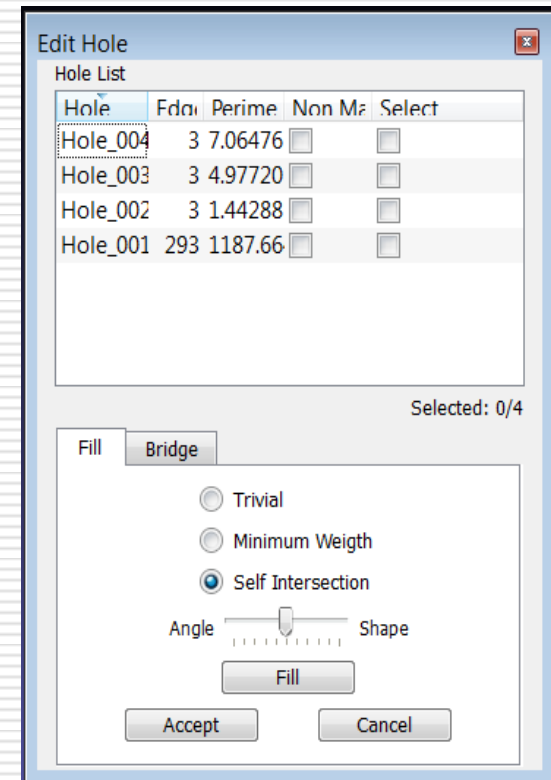 Edit Hole
Hole List
Hole Edge Perime Non Ma Select
Hole_004 3 7.06476
Hole_003 3 4.97720
Hole_002 3 1.44288
Hole_001 293 1187.66
Selected: 0/4
Fill Bridge
Trivial
Minimum Weigth
Self Intersection
Angle Shape
Fill
Accept Cancel